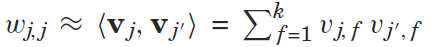 w_{j,j} ≈ ⟨v_j, v_{j′}⟩ = ∑_{f=1}^{k} v_{j,f} v_{j′,f}